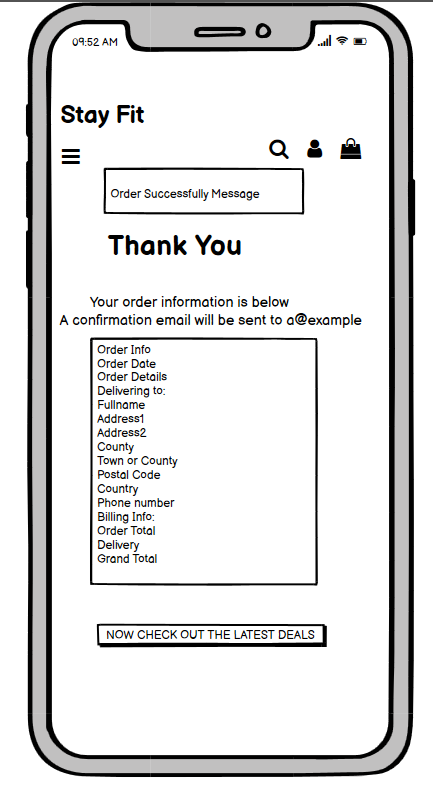 09:52 AM
Stay Fit
Order Successfully Message
Thank You
Your order information is below
A confirmation email will be sent to a@example
Order Info
Order Date
Order Details
Delivering to:
Fullname
Address1
Address2
County
Town or County
Postal Code
Country
Phone number
Billing Info:
Order Total
Delivery
Grand Total
NOW CHECK OUT THE LATEST DEALS